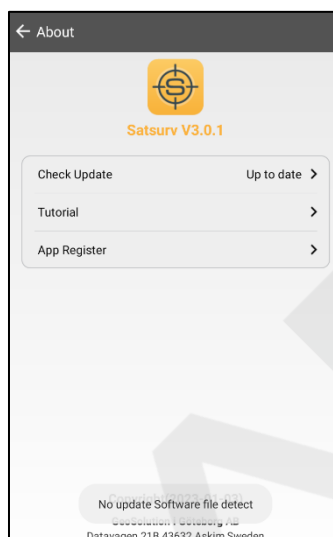 About
Satsurv V3.0.1
Check Update Up to date
Tutorial
App Register
No update Software file detect
Datavagen 21B 43632 Askim Sweden